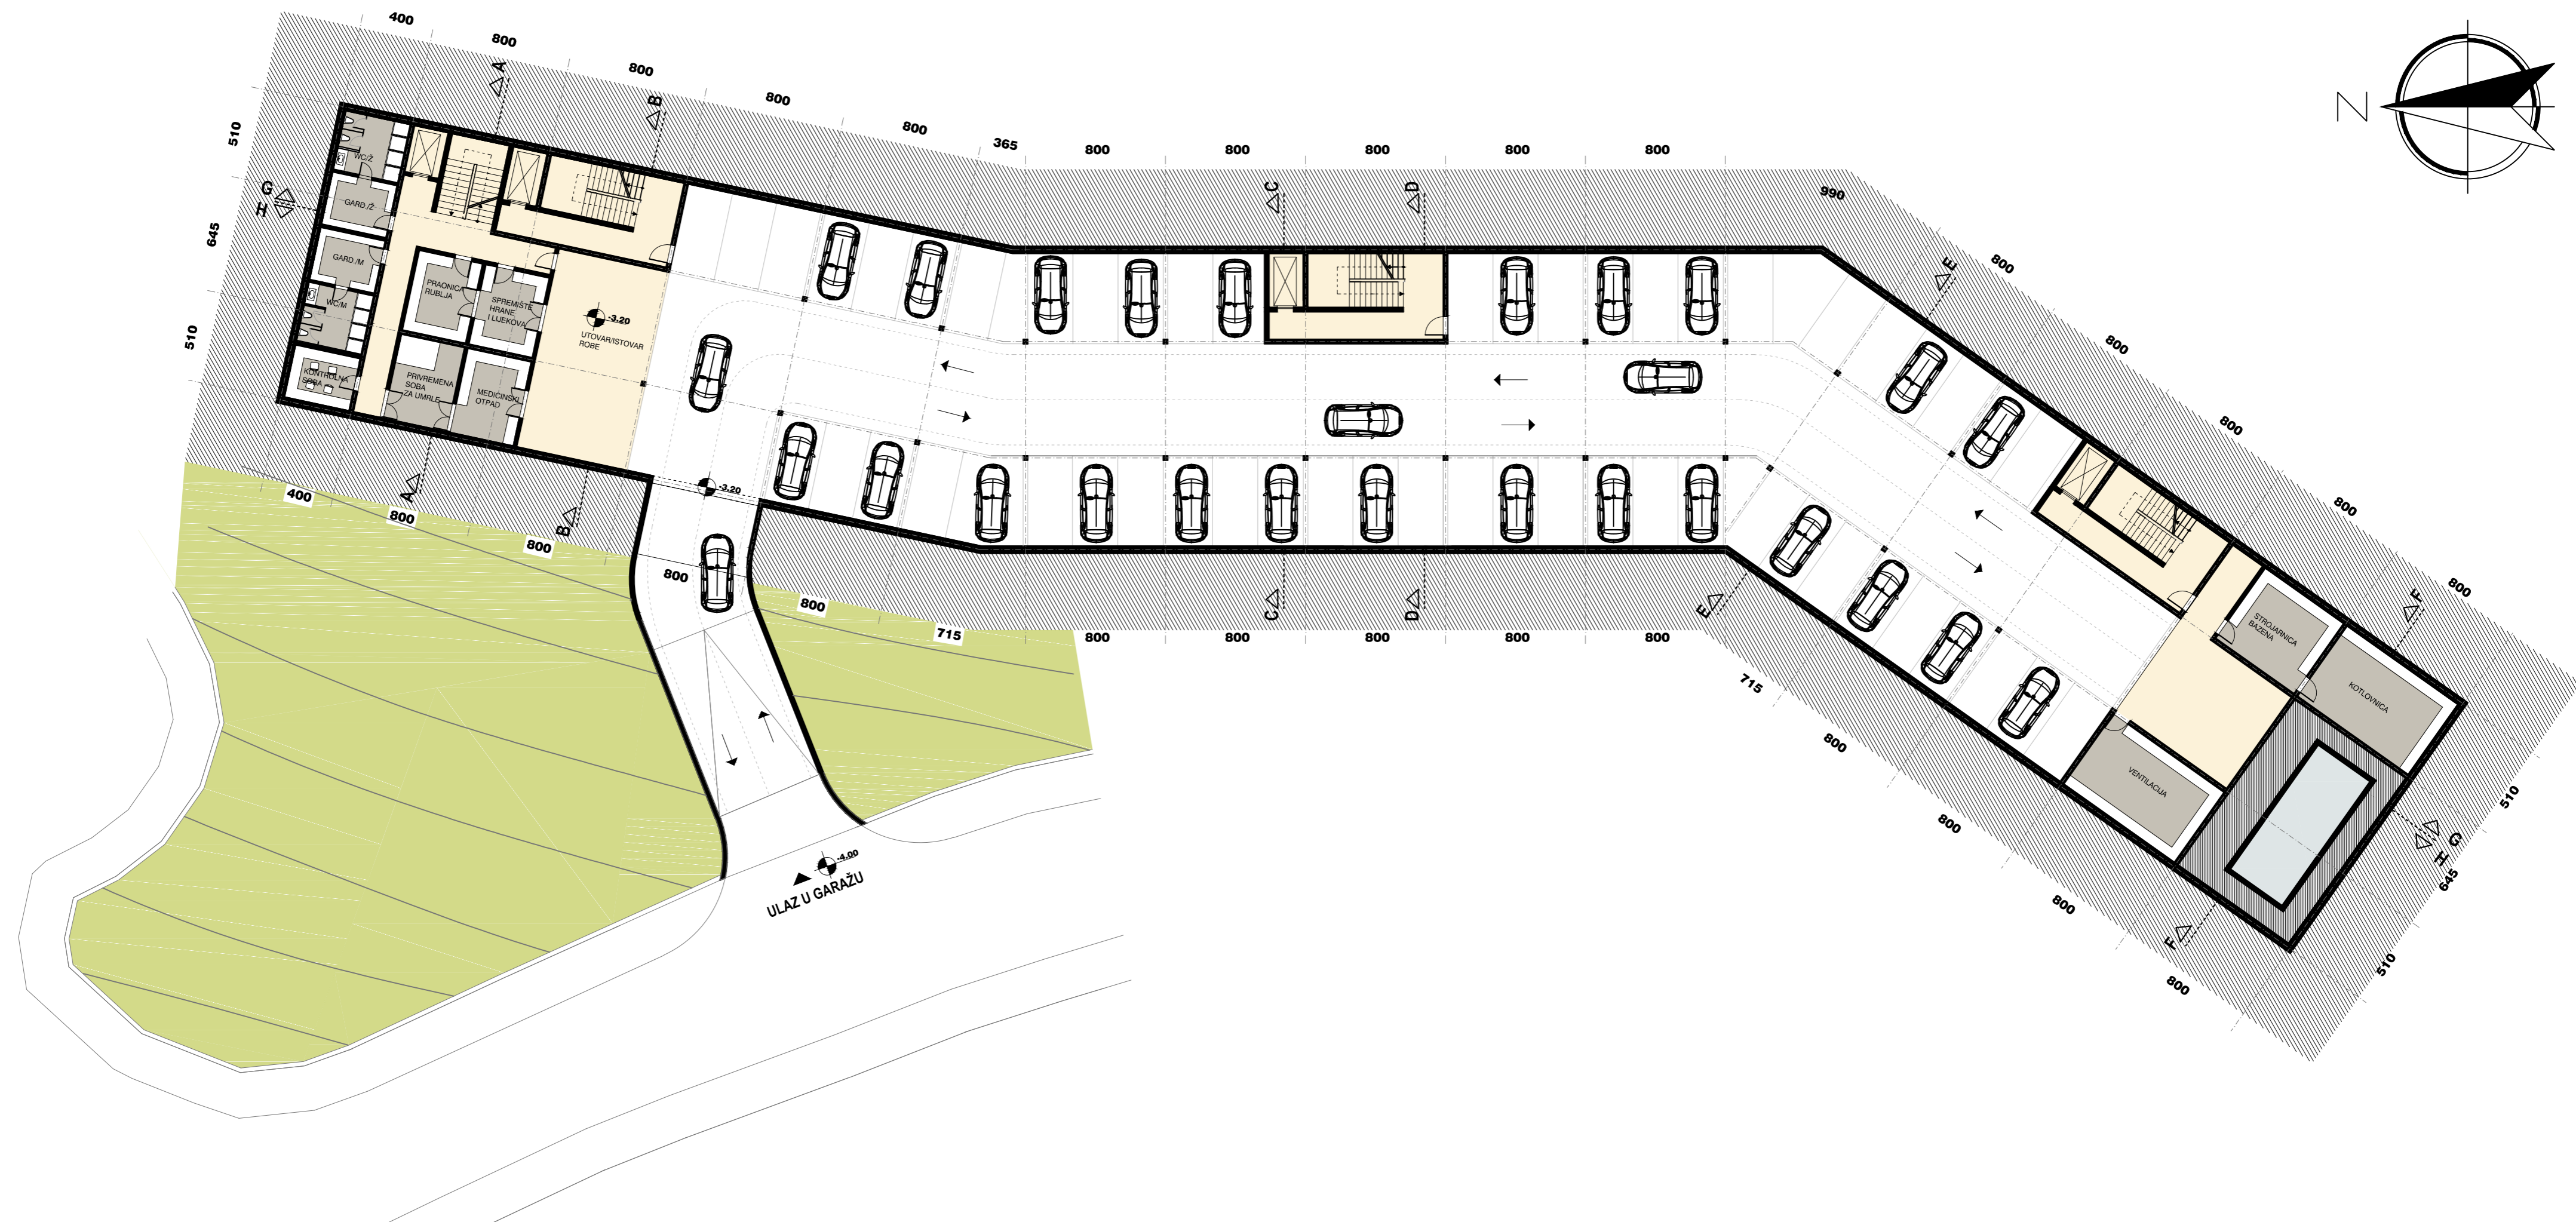 400
800
A
800
B
800
800
365
800
800
800
800
800
C
D
990
N
E
800
800
800
800
800
F
510
G
H
645
510
WC/Ž
GARD./Ž
GARD./M
WC/M
KONTROLNA
SOBA
PRAONICA
RUBLJA
SPREMIŠTE
HRANE
I LIJEKOVA
PRIVREMENA
SOBA
ZA UMRLE
MEDICINSKI
OTPAD
-3.20
UTOVAR/ISTOVAR
ROBE
-3.20
STROJARNICA
BAZENA
KOTLOVNICA
VENTILACIJA
400
A
800
B
800
800
800
715
C
D
800
800
800
800
800
E
715
800
800
800
F
800
510
G
H
645
510
-4.00
ULAZ U GARAŽU